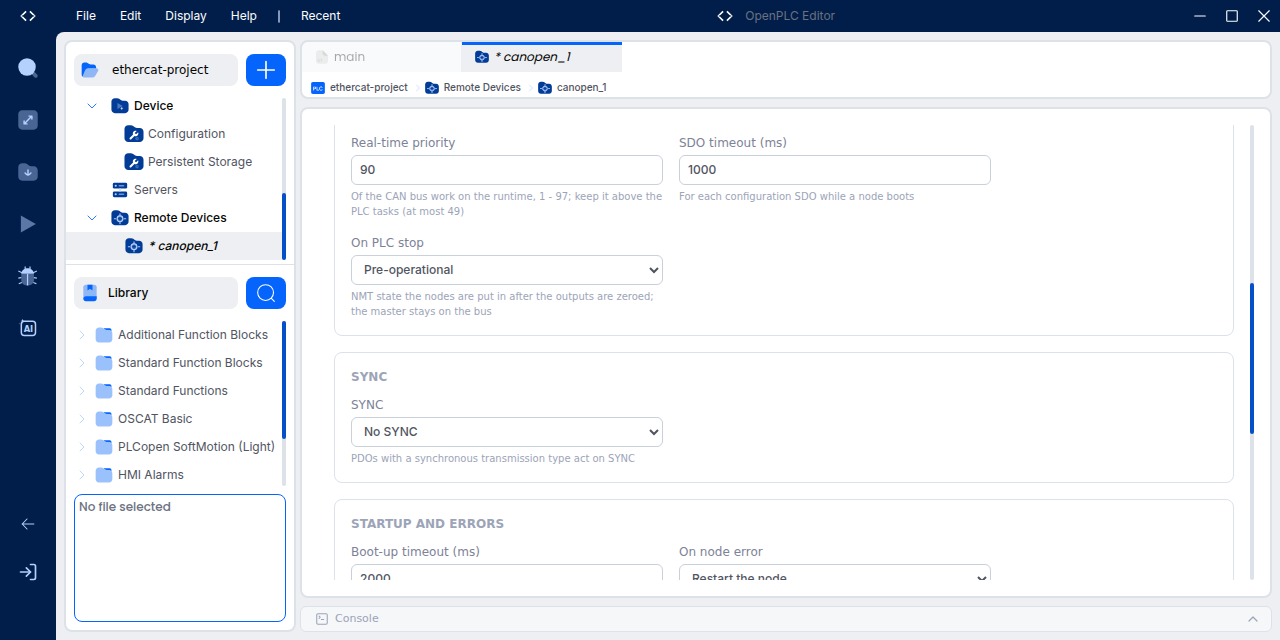 File Edit Display Help | Recent
OpenPLC Editor
ethercat-project
Device
Configuration
Persistent Storage
Servers
Remote Devices
* canopen_1
Library
Additional Function Blocks
Standard Function Blocks
Standard Functions
OSCAT Basic
PLCopen SoftMotion (Light)
HMI Alarms
No file selected
AI
main
* canopen_1
PLC ethercat-project Remote Devices canopen_1
Real-time priority
90
Of the CAN bus work on the runtime, 1 - 97; keep it above the
PLC tasks (at most 49)
SDO timeout (ms)
1000
For each configuration SDO while a node boots
On PLC stop
Pre-operational
NMT state the nodes are put in after the outputs are zeroed;
the master stays on the bus
SYNC
SYNC
No SYNC
PDOs with a synchronous transmission type act on SYNC
STARTUP AND ERRORS
Boot-up timeout (ms)
2000
On node error
Restart the node
Console